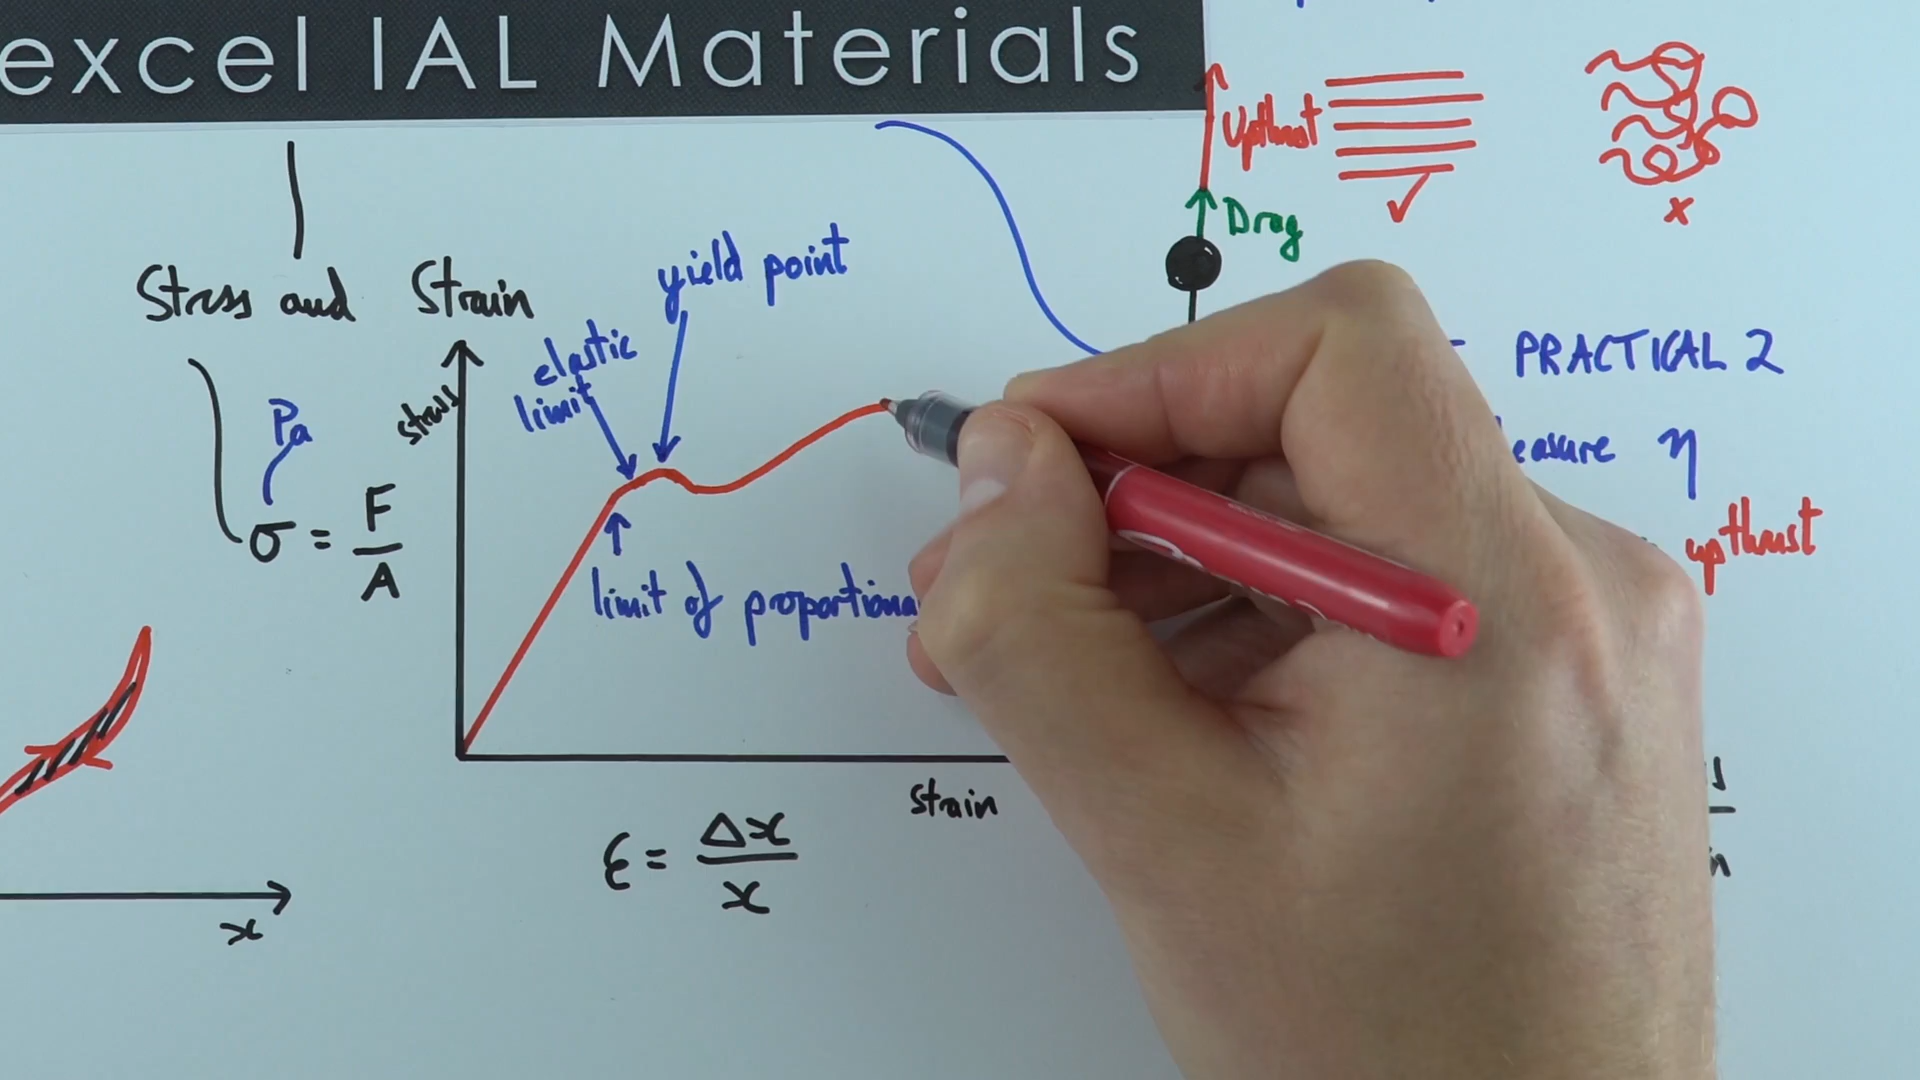 excel IAL Materials
Upthrust
Drag
Stress and Strain
yield point
elastic
limit
stress
Pa
σ = F
A
limit of proportiona
strain
ε = Δx
x
x
PRACTICAL 2
easure η
upthrust